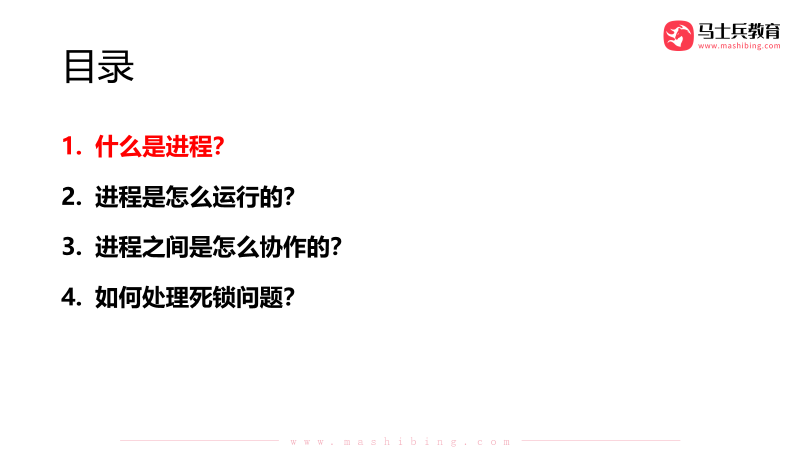 马士兵教育
www.mashibing.com
目录
1. 什么是进程？
2. 进程是怎么运行的？
3. 进程之间是怎么协作的？
4. 如何处理死锁问题？
www.mashibing.com